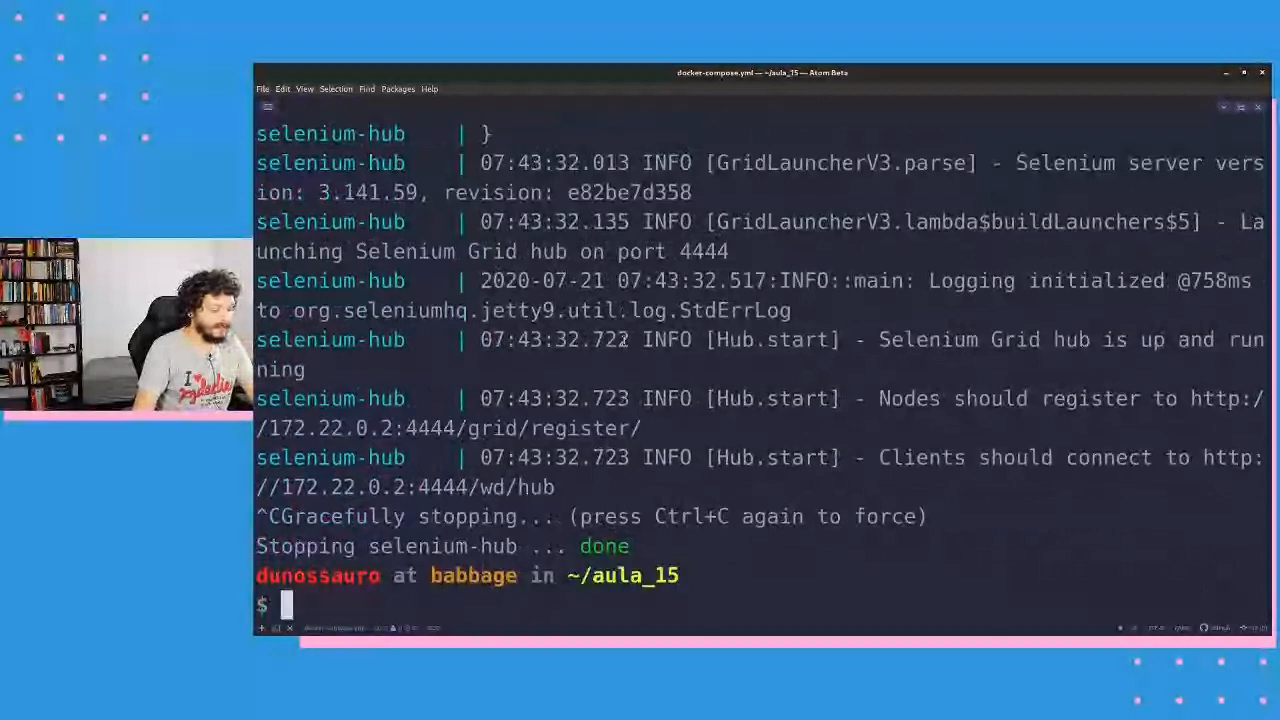 docker-compose.yml — ~/aula_15 — Atom Beta
File Edit View Selection Find Packages Help
selenium-hub | }
selenium-hub | 07:43:32.013 INFO [GridLauncherV3.parse] - Selenium server vers
ion: 3.141.59, revision: e82be7d358
selenium-hub | 07:43:32.135 INFO [GridLauncherV3.lambda$buildLaunchers$5] - La
unching Selenium Grid hub on port 4444
selenium-hub | 2020-07-21 07:43:32.517:INFO::main: Logging initialized @758ms
to org.seleniumhq.jetty9.util.log.StdErrLog
selenium-hub | 07:43:32.722 INFO [Hub.start] - Selenium Grid hub is up and run
ning
selenium-hub | 07:43:32.723 INFO [Hub.start] - Nodes should register to http:/
/172.22.0.2:4444/grid/register/
selenium-hub | 07:43:32.723 INFO [Hub.start] - Clients should connect to http:
//172.22.0.2:4444/wd/hub
^CGracefully stopping... (press Ctrl+C again to force)
Stopping selenium-hub ... done
dunossauro at babbage in ~/aula_15
$